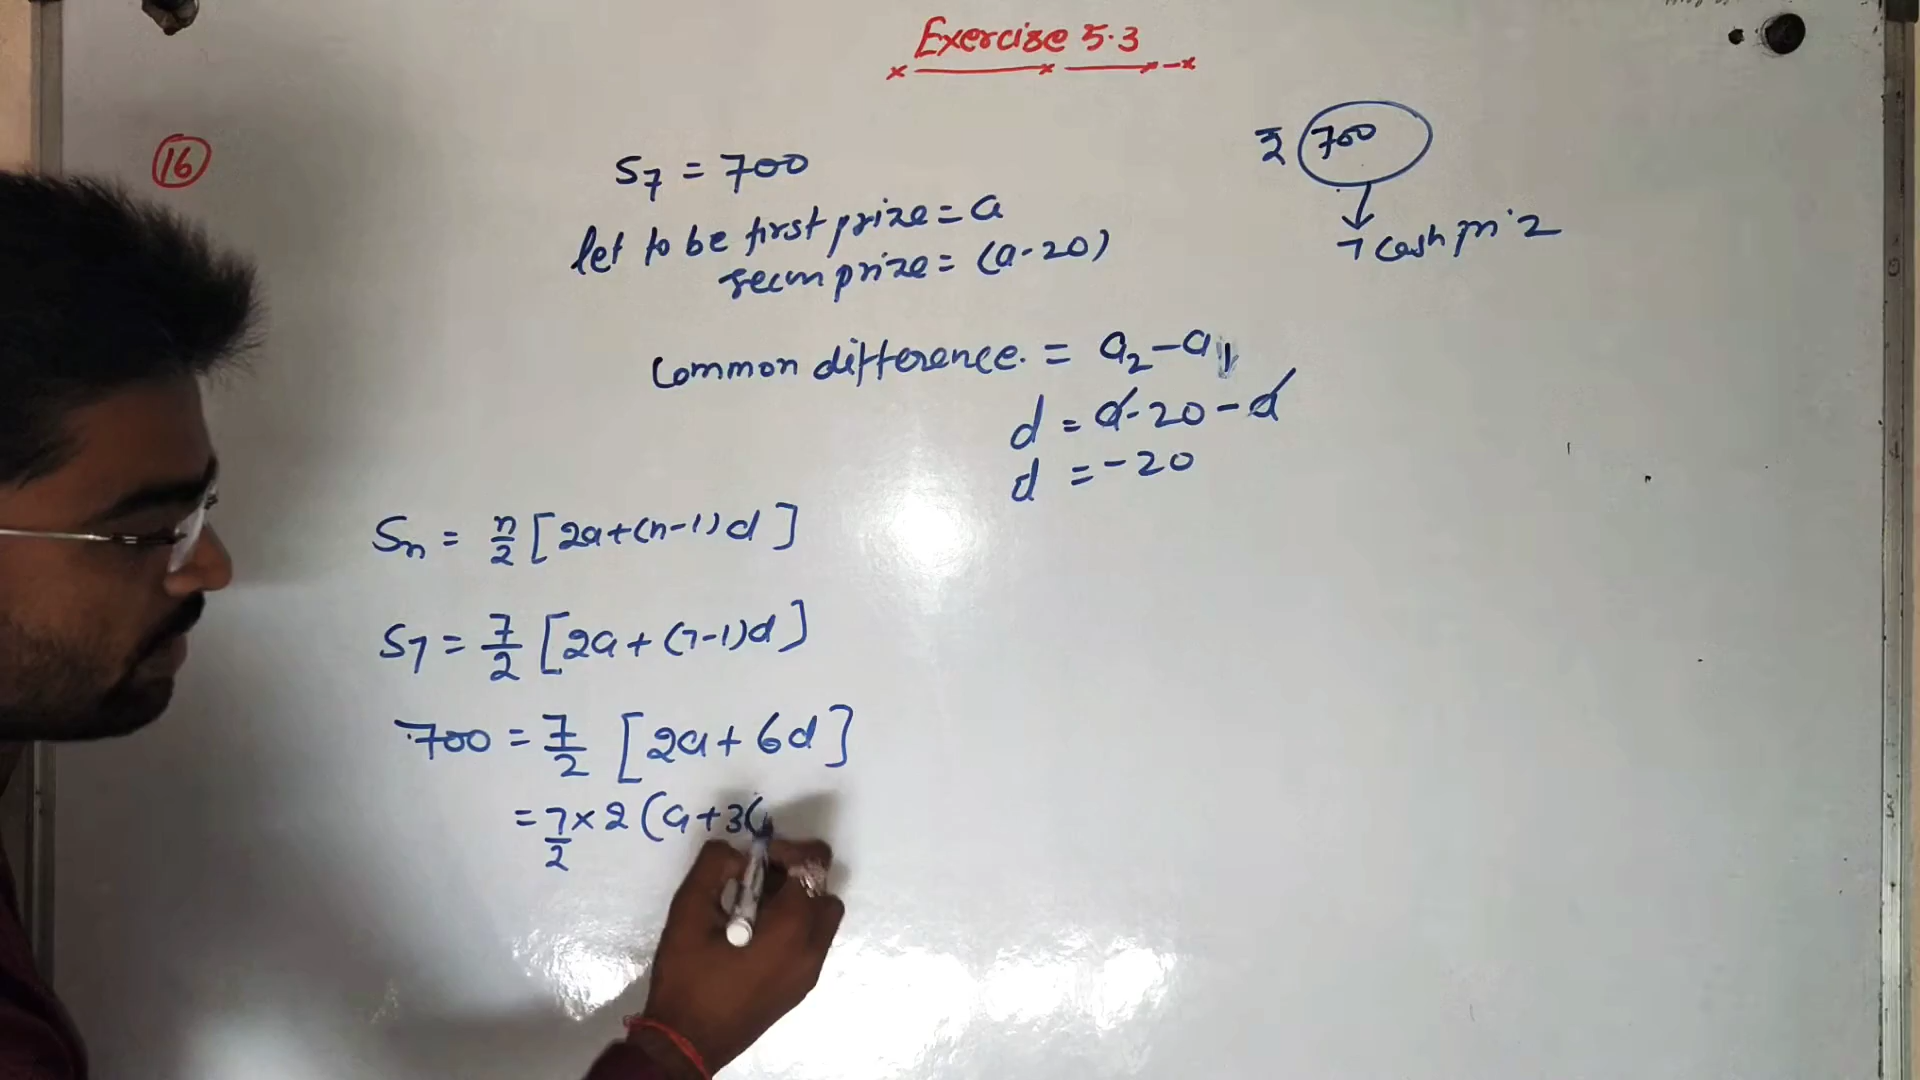 Exercise 5.3
16
S7 = 700
let to be first prize = a
secun prize = (a-20)
₹ 700
7 cash priz
Common difference. = a2 - a1
d = a-20-a
d = -20
Sn = n/2 [2a+(n-1)d]
S7 = 7/2 [2a+(7-1)d]
700 = 7/2 [2a+6d]
= 7/2 × 2 (a+3(